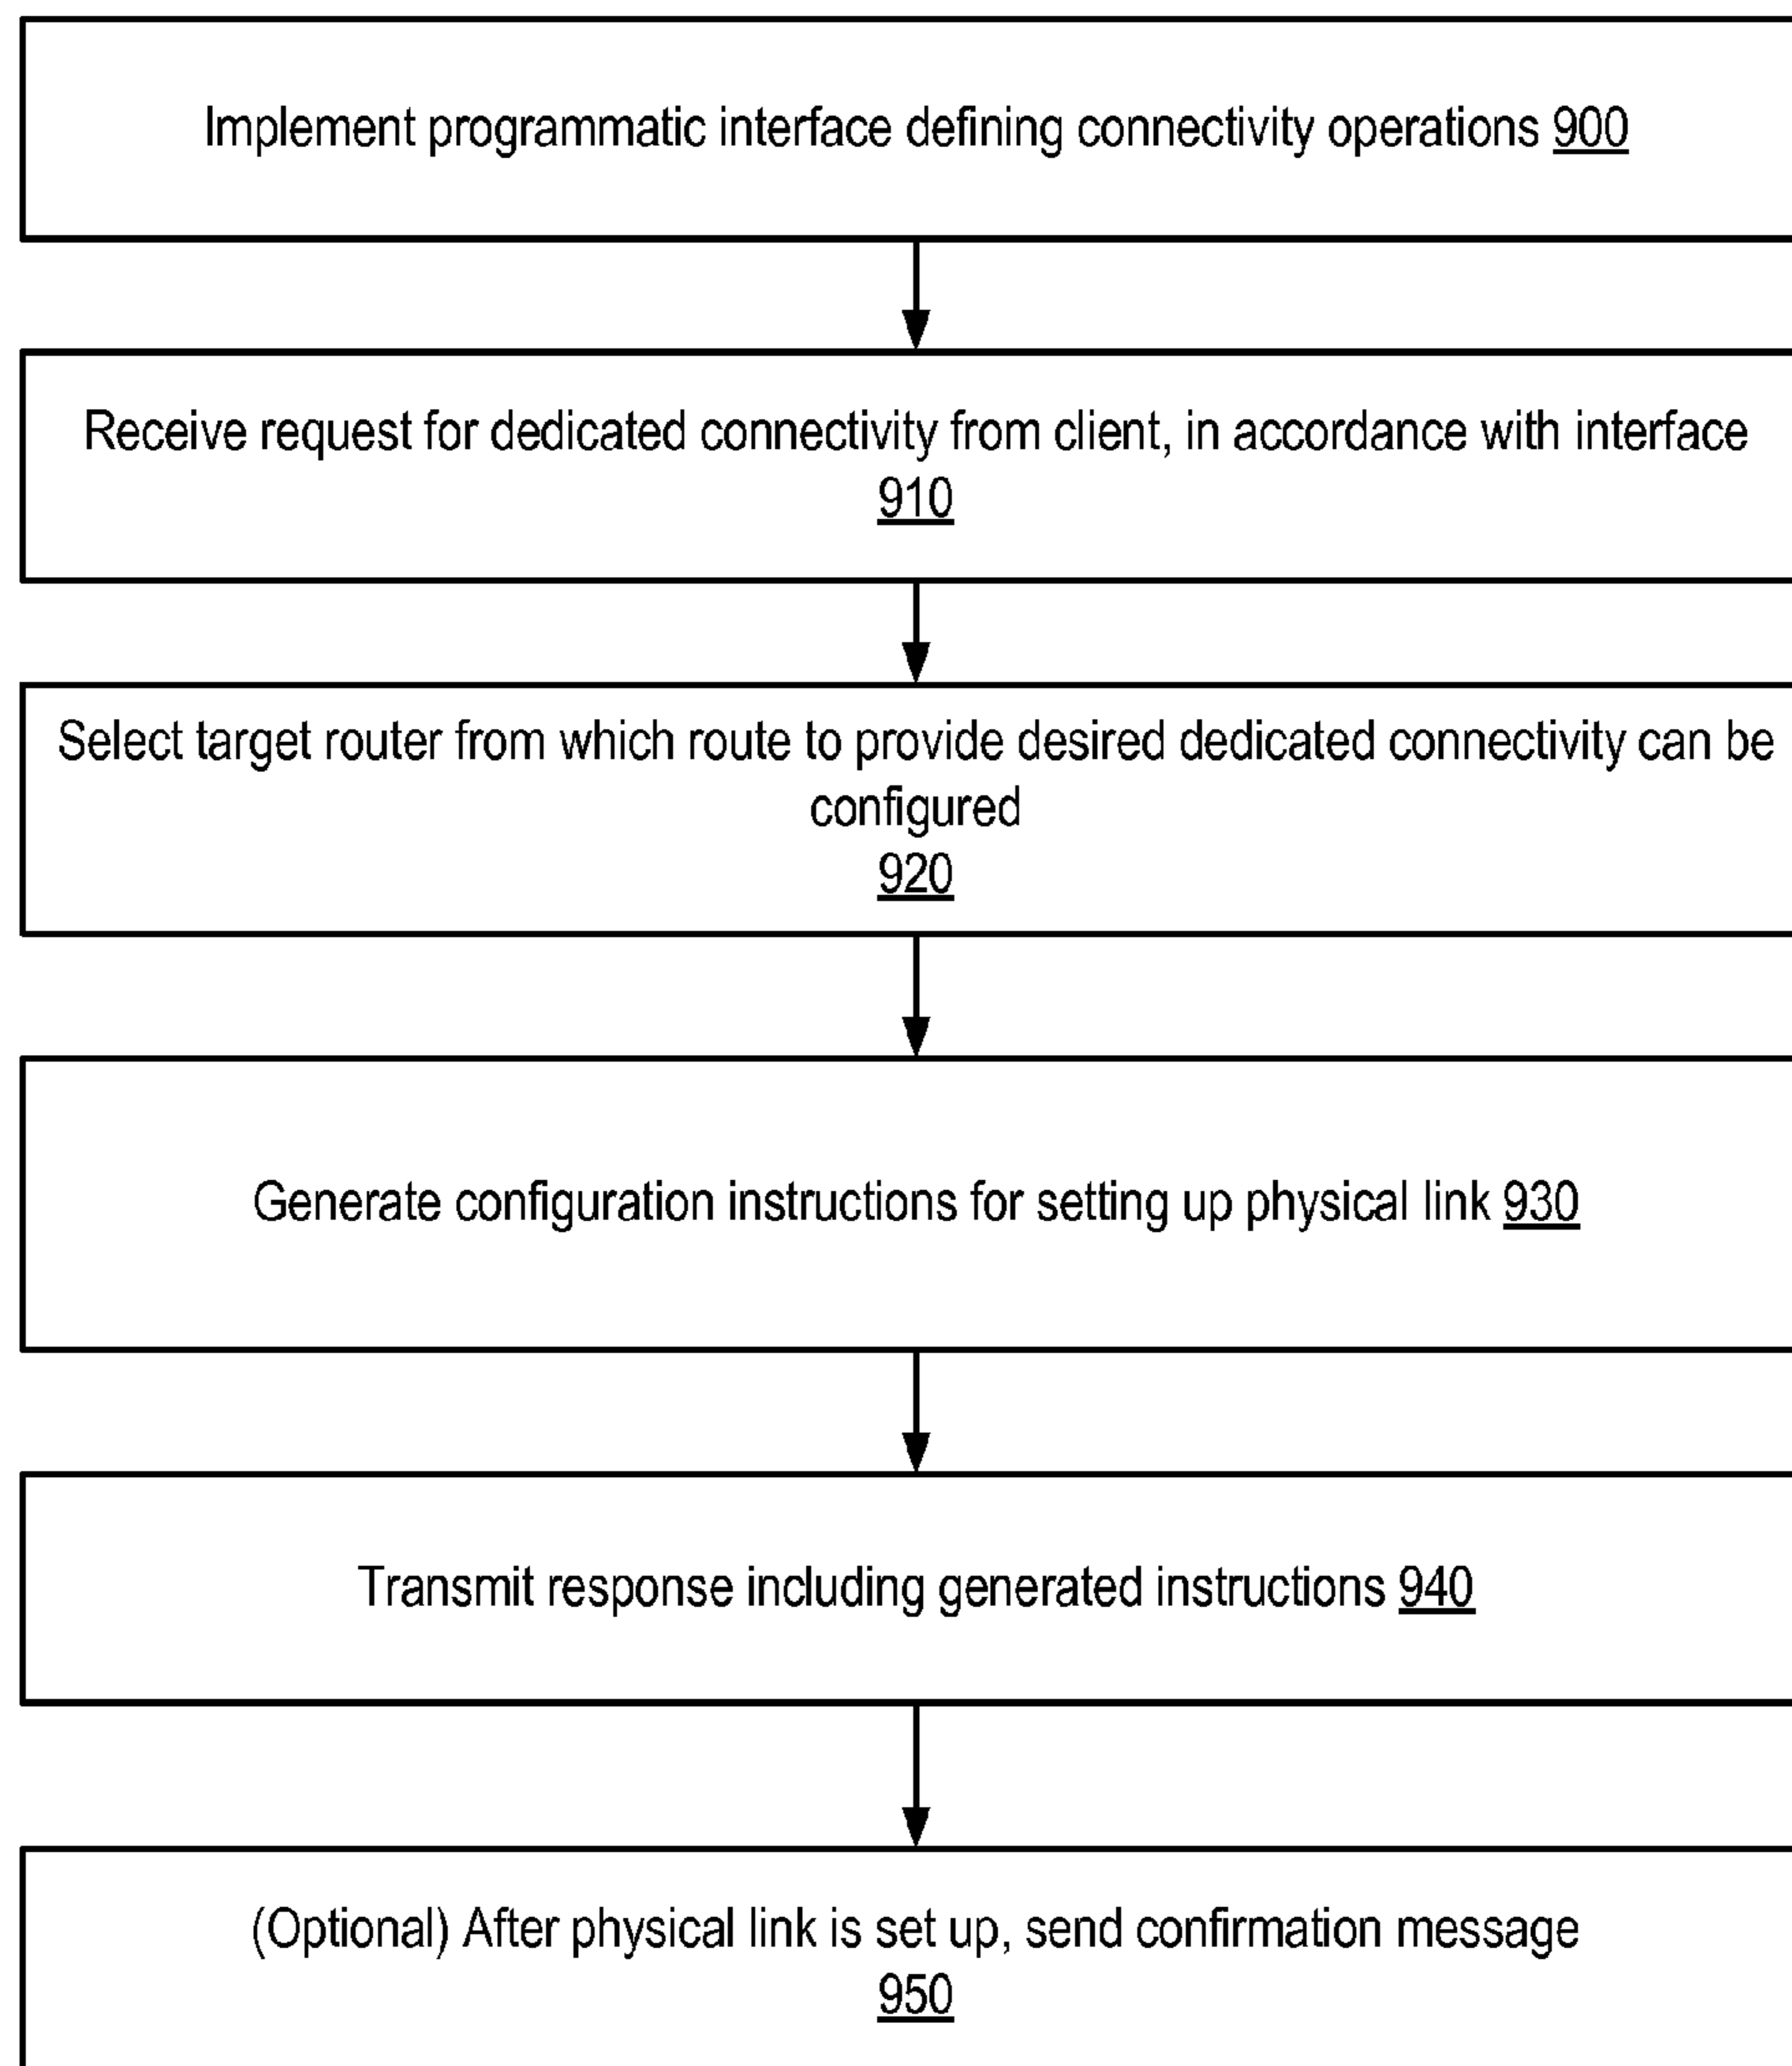 Implement programmatic interface defining connectivity operations 900
Receive request for dedicated connectivity from client, in accordance with interface
910
Select target router from which route to provide desired dedicated connectivity can be
configured
920
Generate configuration instructions for setting up physical link 930
Transmit response including generated instructions 940
(Optional) After physical link is set up, send confirmation message
950